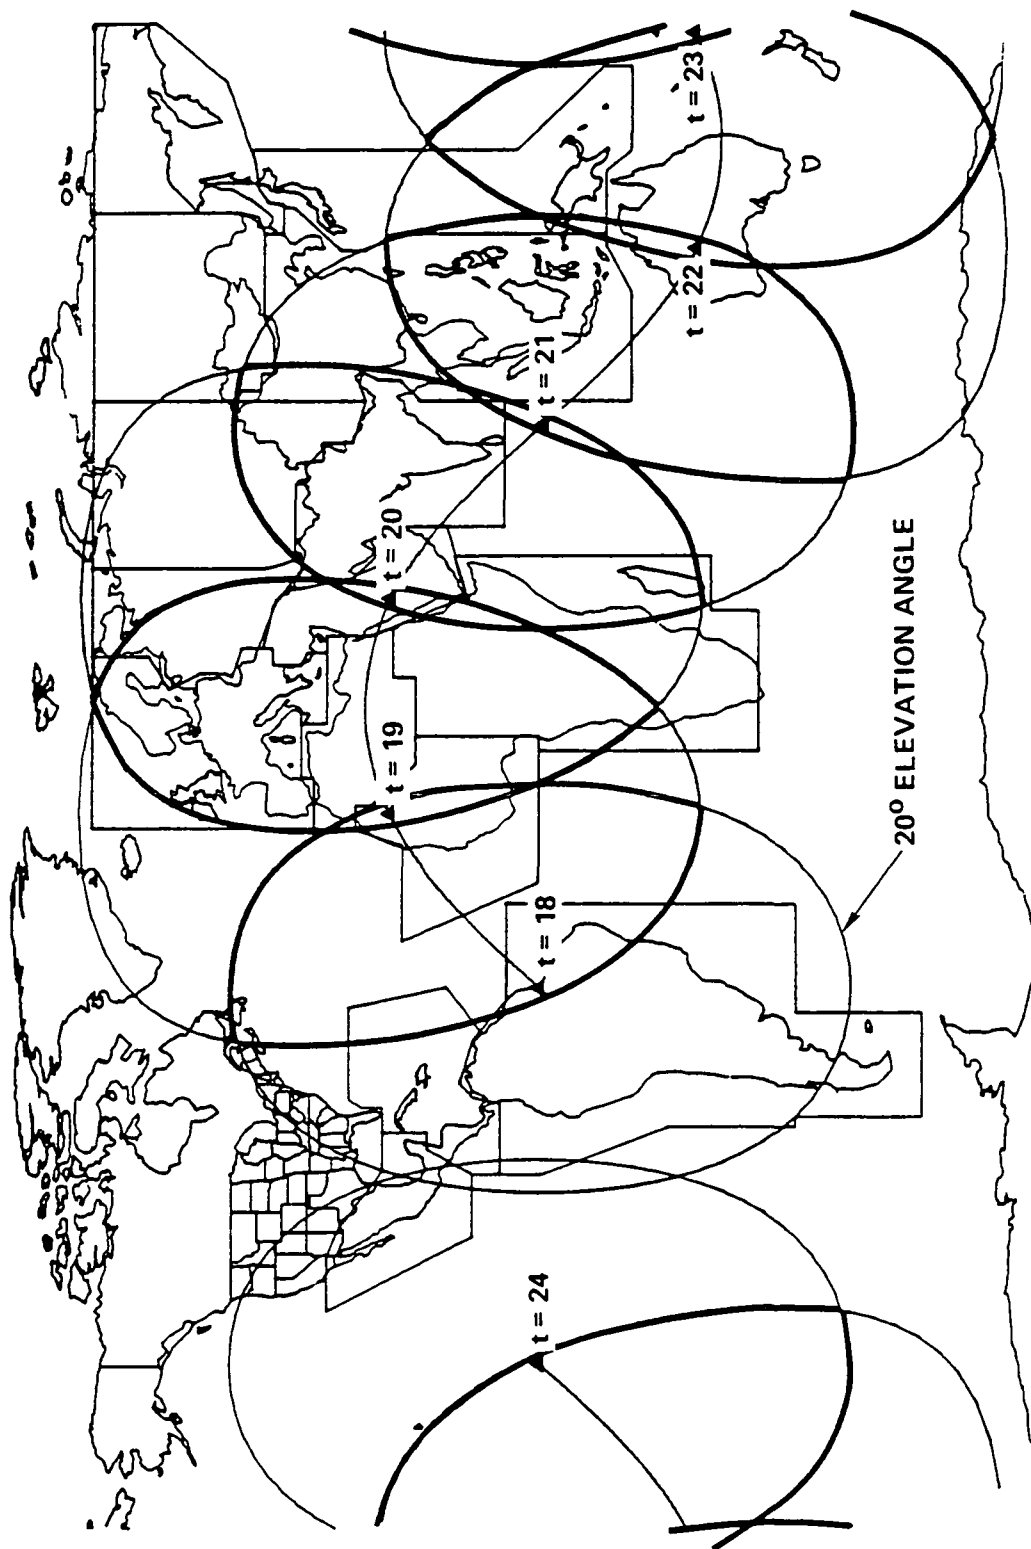 t = 24
t = 18
t = 19
t = 20
t = 21
t = 22
t = 23
20° ELEVATION ANGLE